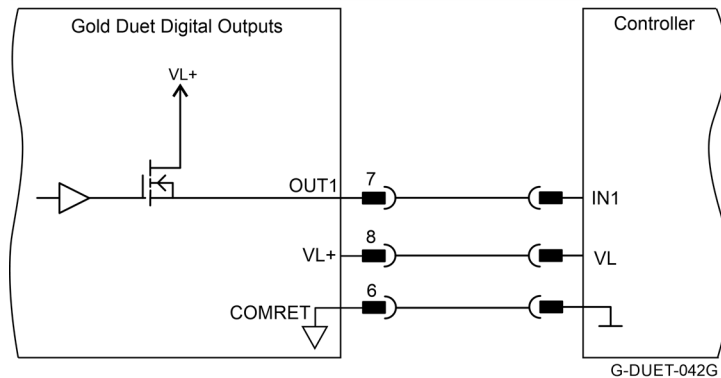 Gold Duet Digital Outputs
Controller
VL+
OUT1
7
IN1
VL+
8
VL
COMRET
6
G-DUET-042G